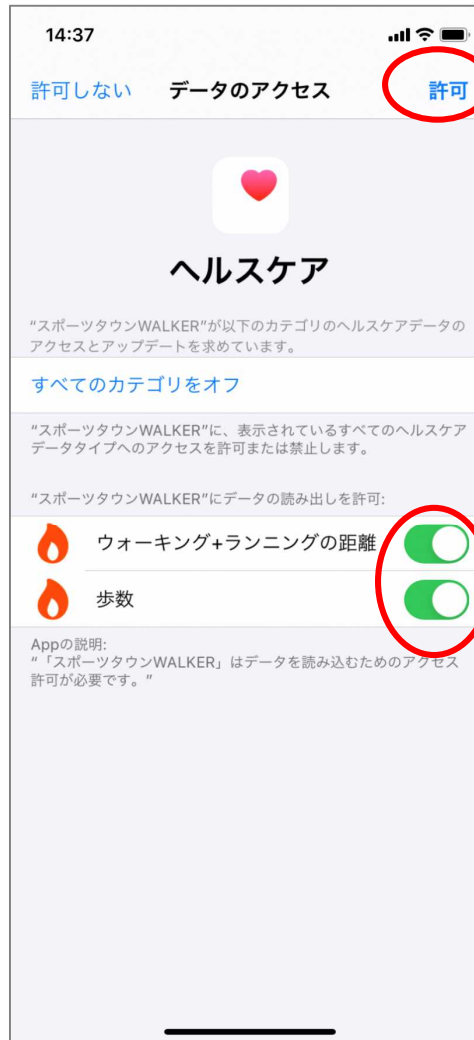 14:37
許可しない データのアクセス 許可
ヘルスケア
“スポーツタウンWALKER”が以下のカテゴリのヘルスケアデータの
アクセスとアップデートを求めています。
すべてのカテゴリをオフ
“スポーツタウンWALKER”に、表示されているすべてのヘルスケア
データタイプへのアクセスを許可または禁止します。
“スポーツタウンWALKER”にデータの読み出しを許可:
ウォーキング+ランニングの距離
歩数
Appの説明:
“「スポーツタウンWALKER」はデータを読み込むためのアクセス
許可が必要です。”